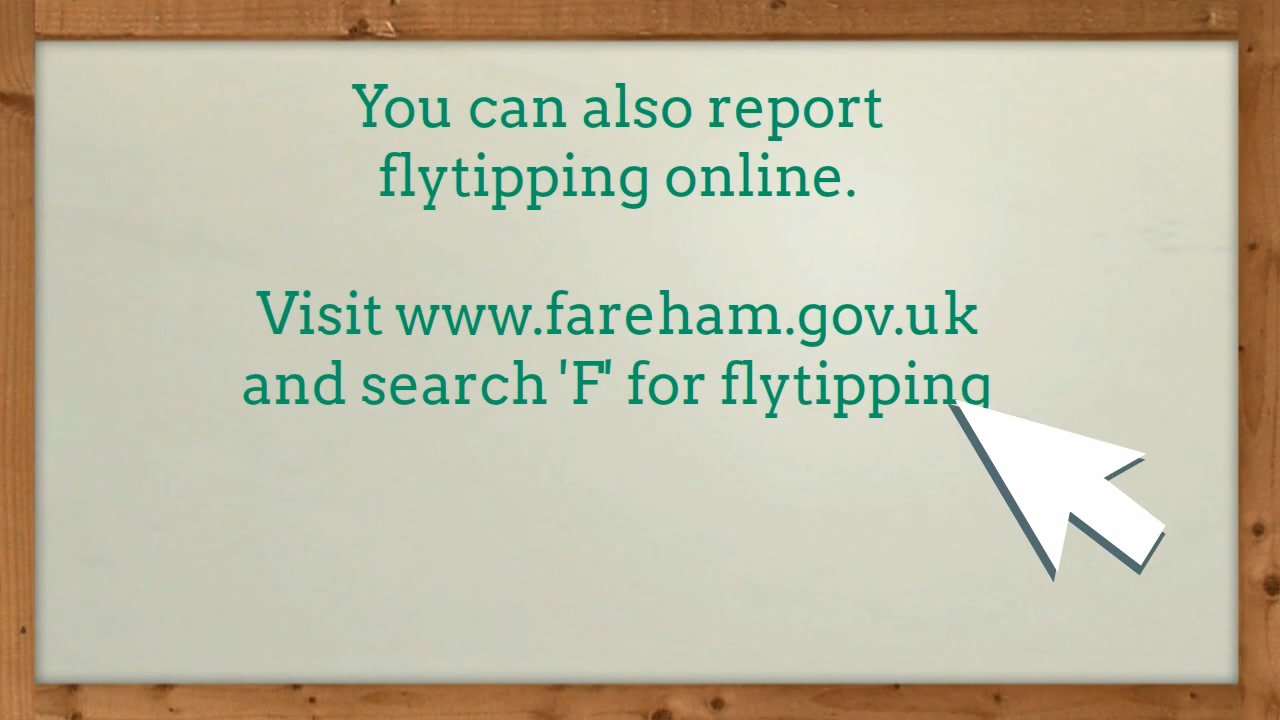 You can also report
flytipping online.
Visit www.fareham.gov.uk
and search 'F' for flytipping